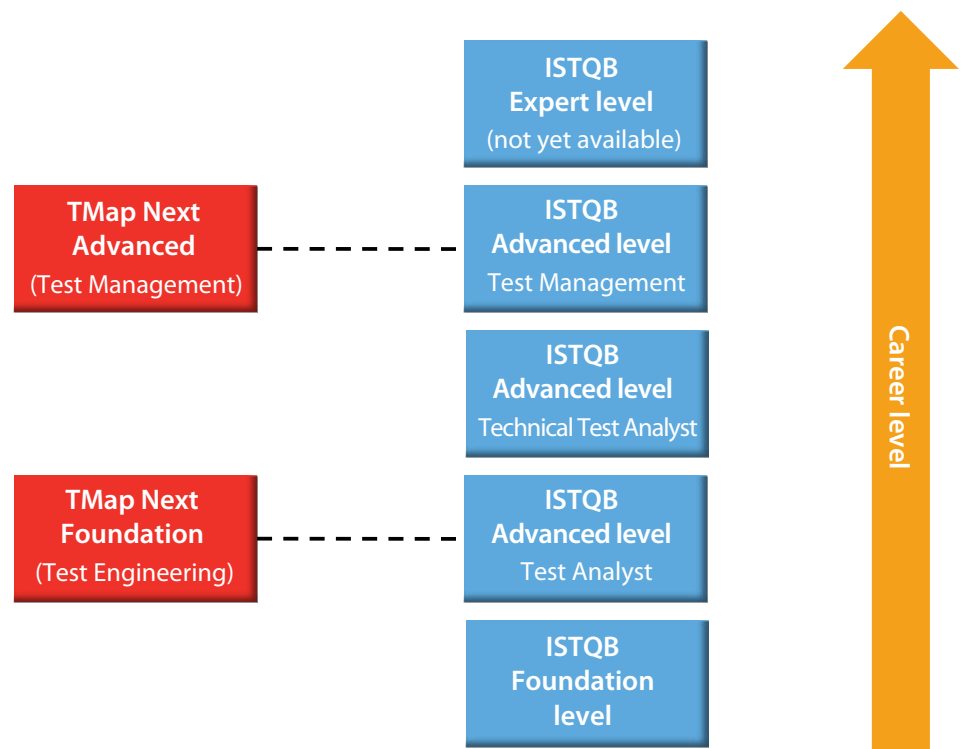 ISTQB
Expert level
(not yet available)
TMap Next
Advanced
(Test Management)
ISTQB
Advanced level
Test Management
ISTQB
Advanced level
Technical Test Analyst
TMap Next
Foundation
(Test Engineering)
ISTQB
Advanced level
Test Analyst
ISTQB
Foundation
level
Career level